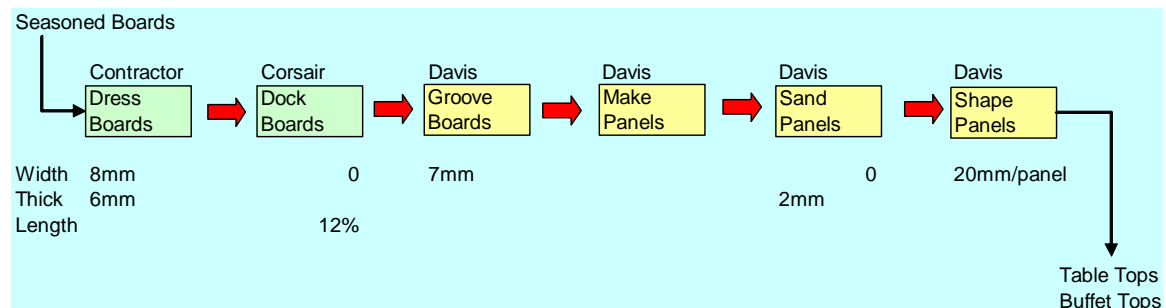 Seasoned Boards
Contractor Corsair Davis Davis Davis Davis
Dress Dock Groove Make Sand Shape
Boards Boards Boards Panels Panels Panels
Width 8mm 0 7mm 0 20mm/panel
Thick 6mm 2mm
Length 12%
Table Tops
Buffet Tops